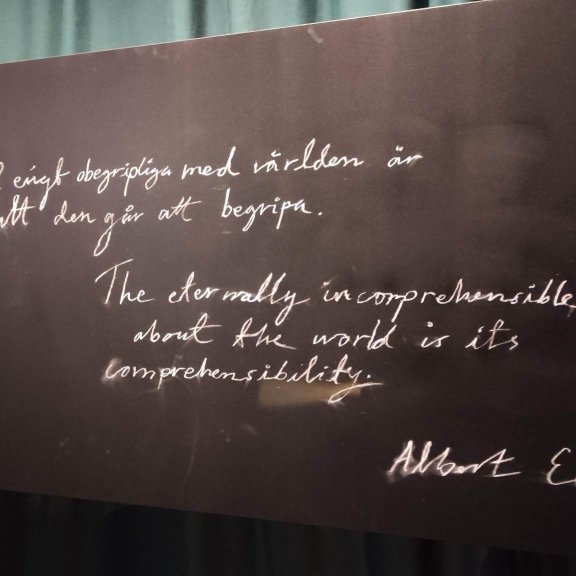 evigt obegripliga med världen är
att den går att begripa.
The eternally incomprehensible
about the world is its
comprehensibility.
Albert E